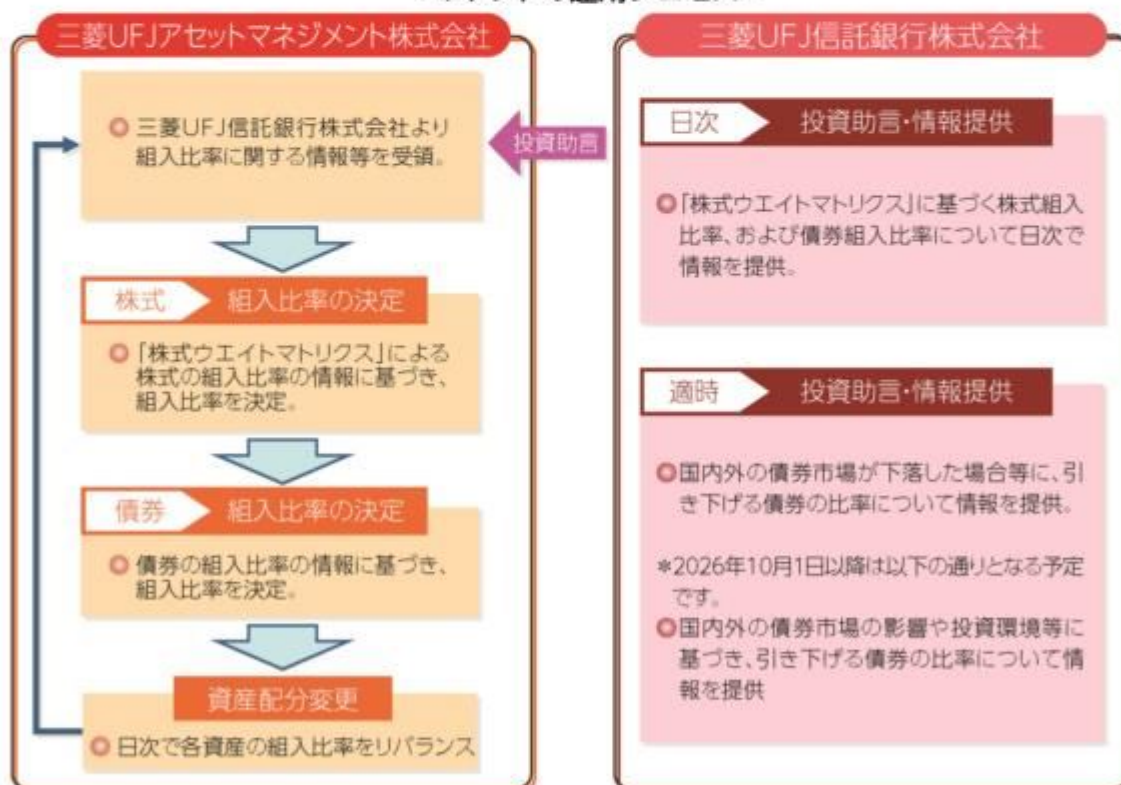 三菱UFJアセットマネジメント株式会社
◎ 三菱UFJ信託銀行株式会社より
組入比率に関する情報等を受領。
株式 組入比率の決定
◎ 「株式ウエイトマトリクス」による
株式の組入比率の情報に基づき、
組入比率を決定。
債券 組入比率の決定
◎ 債券の組入比率の情報に基づき、
組入比率を決定。
資産配分変更
◎ 日次で各資産の組入比率をリバランス
投資助言
三菱UFJ信託銀行株式会社
日次 投資助言・情報提供
◎「株式ウエイトマトリクス」に基づく株式組入
比率、および債券組入比率について日次で
情報を提供。
適時 投資助言・情報提供
◎国内外の債券市場が下落した場合等に、引
き下げる債券の比率について情報を提供。
*2026年10月1日以降は以下の通りとなる予定
です。
◎国内外の債券市場の影響や投資環境等に
基づき、引き下げる債券の比率について情
報を提供